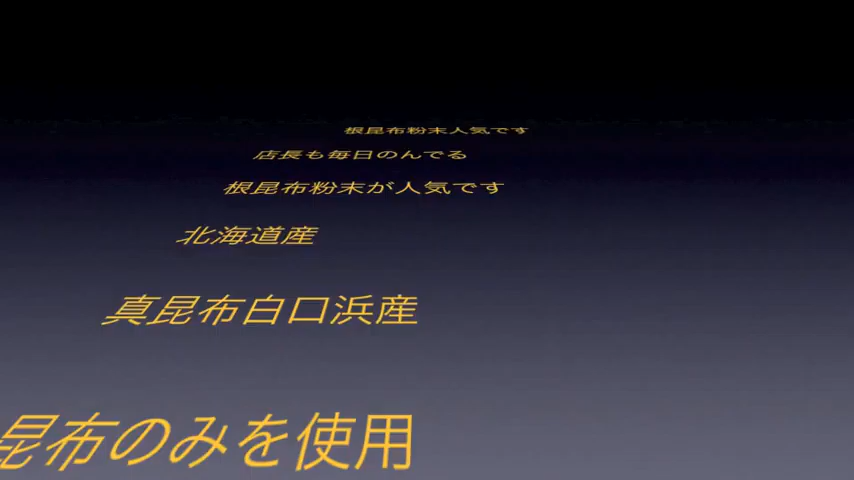 根昆布粉末人気です
店長も毎日のんでる
根昆布粉末が人気です
北海道産
真昆布白口浜産
昆布のみを使用